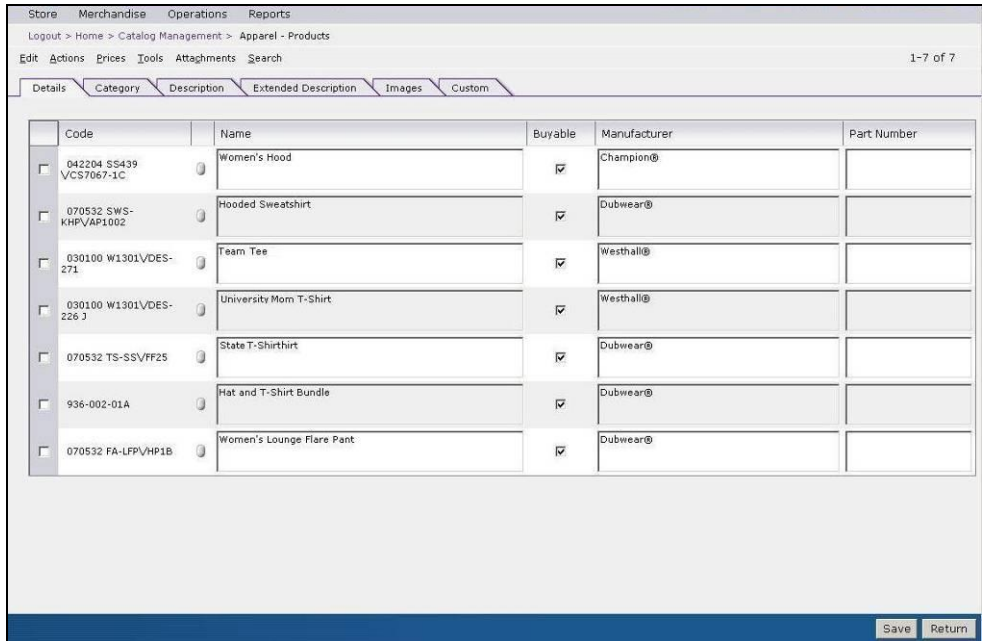 Store Merchandise Operations Reports
Logout > Home > Catalog Management > Apparel - Products
Edit Actions Prices Tools Attachments Search 1-7 of 7
Details Category Description Extended Description Images Custom
Code Name Buyable Manufacturer Part Number
042204 SS439 Women's Hood Champion®
\/CS7067-1C
070532 SWS- Hooded Sweatshirt Dubwear®
KHP\/AP1002
030100 W1301\/DES- Team Tee Westhall®
271
030100 W1301\/DES- University Mom T-Shirt Westhall®
226 J
070532 TS-SS\/FF25 State T-Shirthirt Dubwear®
936-002-01A Hat and T-Shirt Bundle Dubwear®
070532 FA-LFP\/HP1B Women's Lounge Flare Pant Dubwear®
Save Return